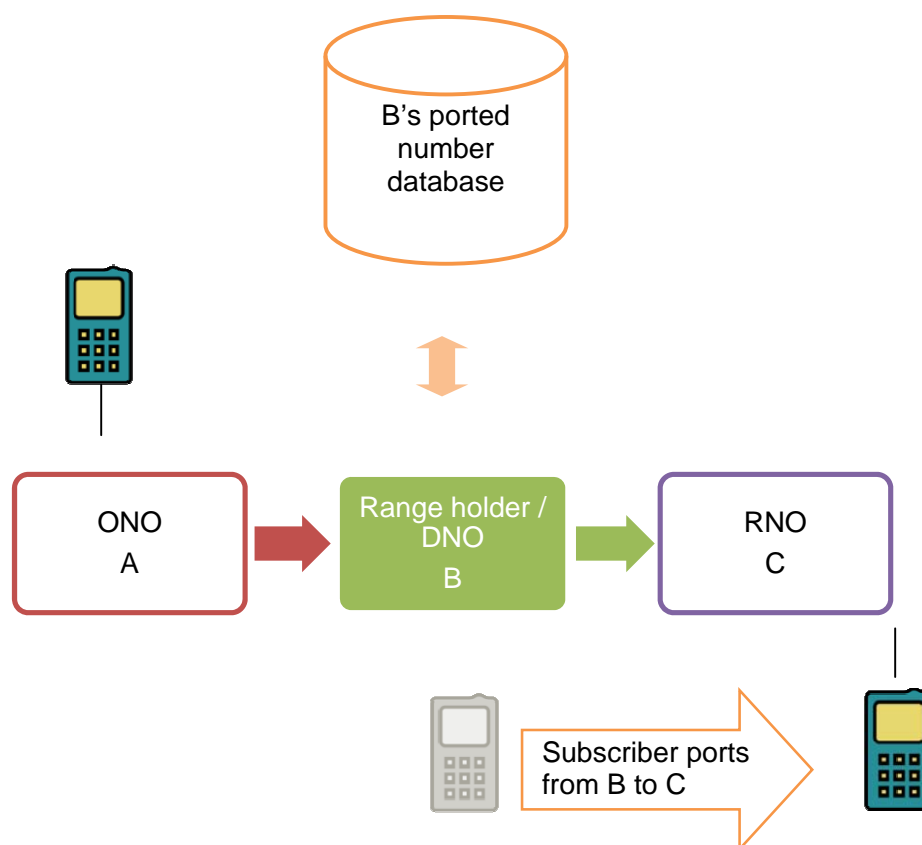 B’s ported
number
database
ONO
A
Range holder /
DNO
B
RNO
C
Subscriber ports
from B to C